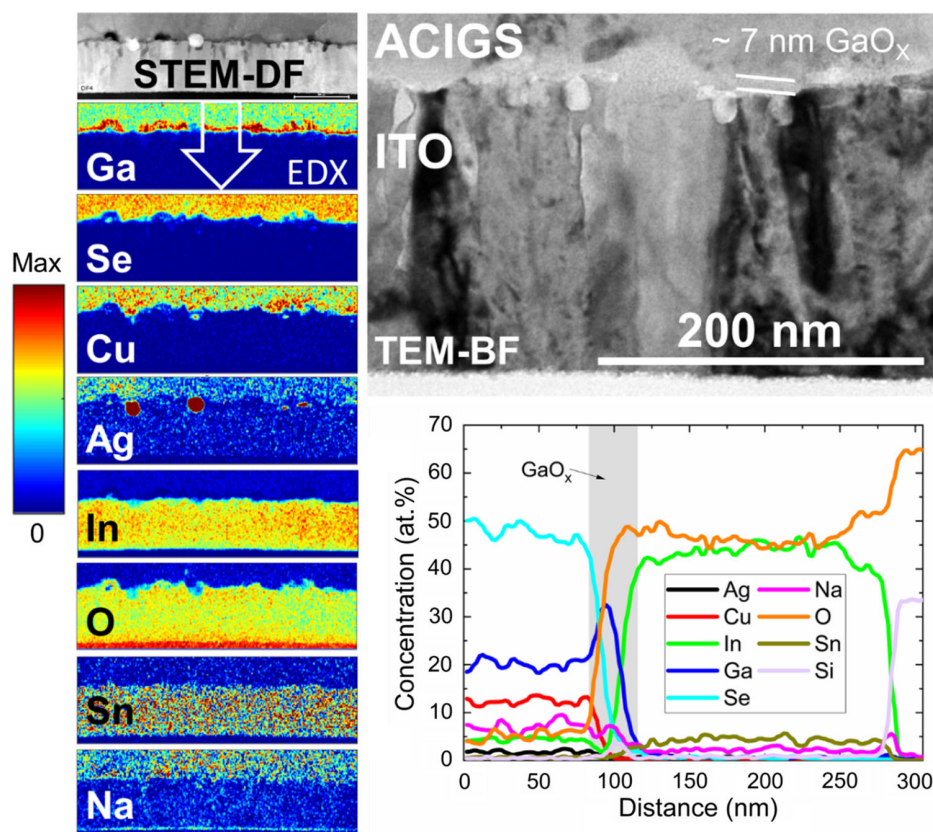 STEM-DF
DF4
Ga
EDX
Se
Max
Cu
Ag
0
In
O
Sn
Na
ACIGS
~ 7 nm GaOx
ITO
200 nm
TEM-BF
70
60
50
40
30
20
10
0
Concentration (at.%)
GaOx
Ag Na
Cu O
In Sn
Ga Si
Se
0 50 100 150 200 250 300
Distance (nm)